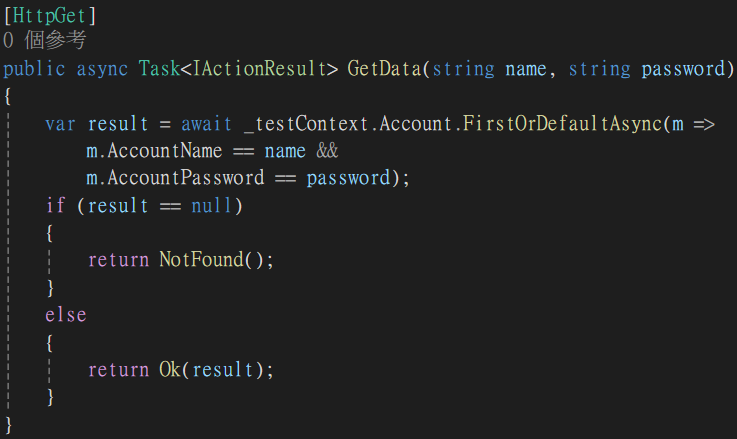 [HttpGet]
0 個參考
public async Task<IActionResult> GetData(string name, string password)
{
    var result = await _testContext.Account.FirstOrDefaultAsync(m =>
        m.AccountName == name &&
        m.AccountPassword == password);
    if (result == null)
    {
        return NotFound();
    }
    else
    {
        return Ok(result);
    }
}